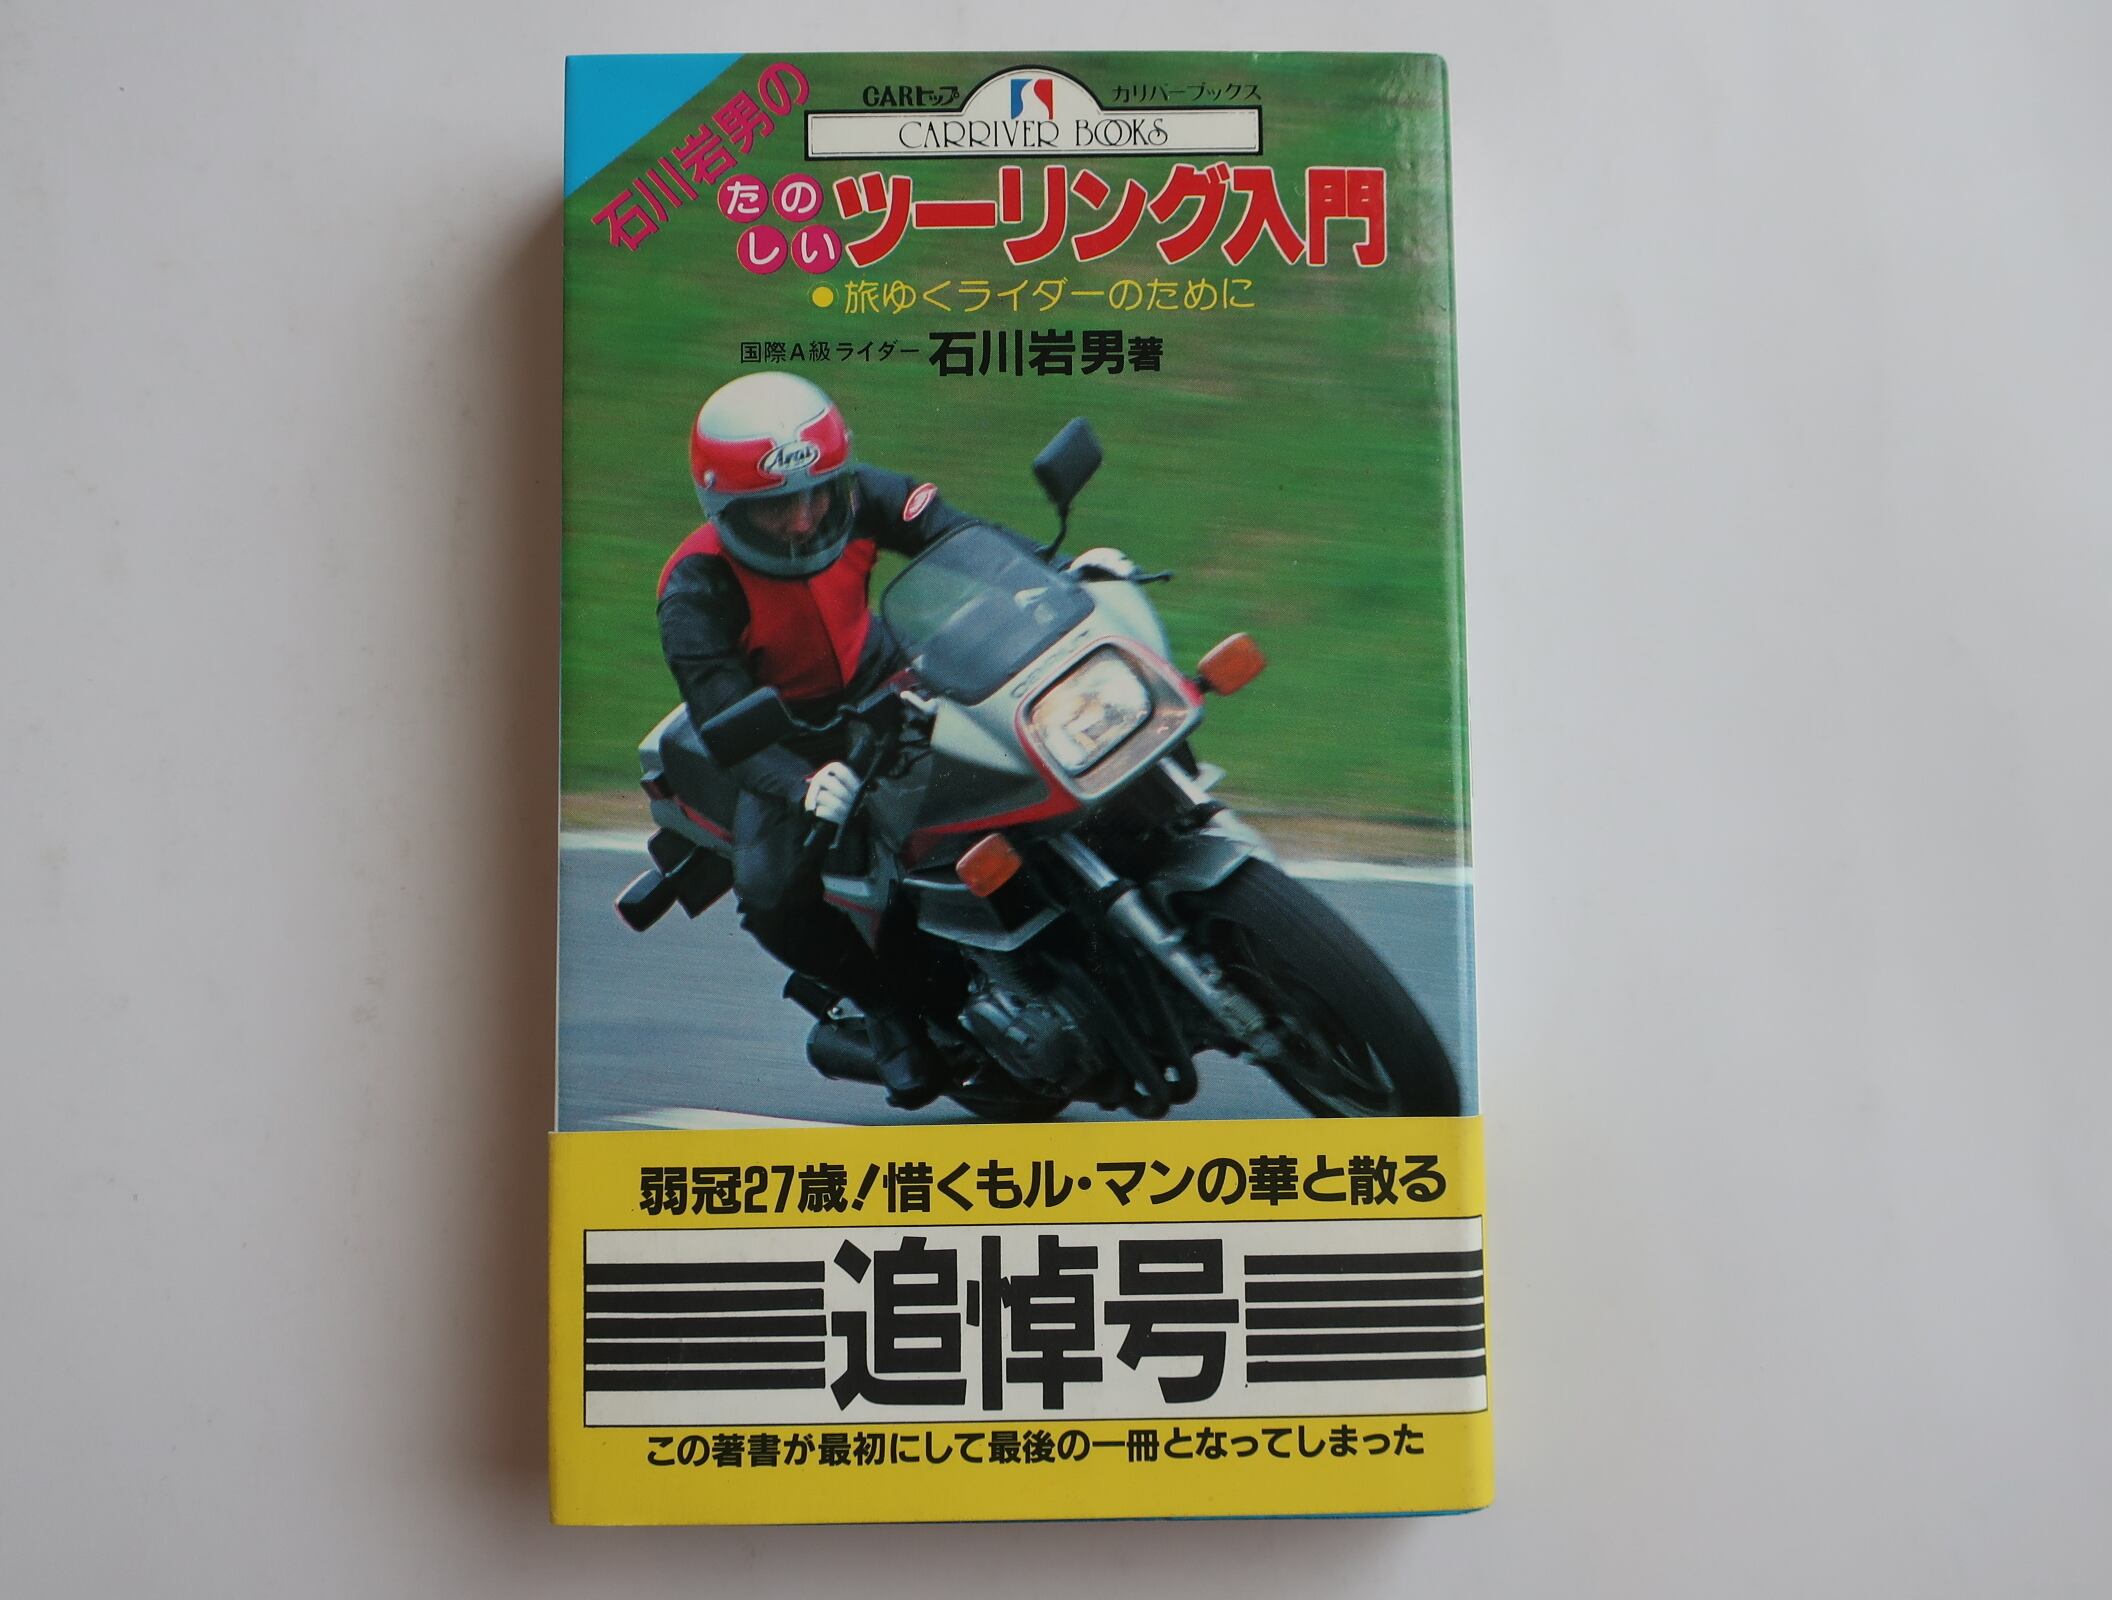 CARトップ
カリバーブックス
CARRIVER BOOKS
石川岩男の
たのしい
ツーリング入門
●旅ゆくライダーのために
国際A級ライダー 石川岩男著
Arai
弱冠27歳!惜くもル・マンの華と散る
追悼号
この著書が最初にして最後の一冊となってしまった